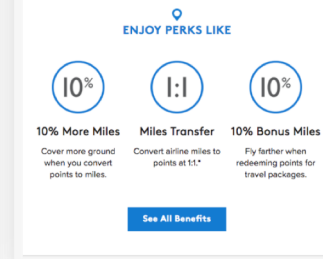 ENJOY PERKS LIKE
10%
1:1
10%
10% More Miles
Cover more ground
when you convert
points to miles.
Miles Transfer
Convert airline miles to
points at 1:1.*
10% Bonus Miles
Fly farther when
redeeming points for
travel packages.
See All Benefits